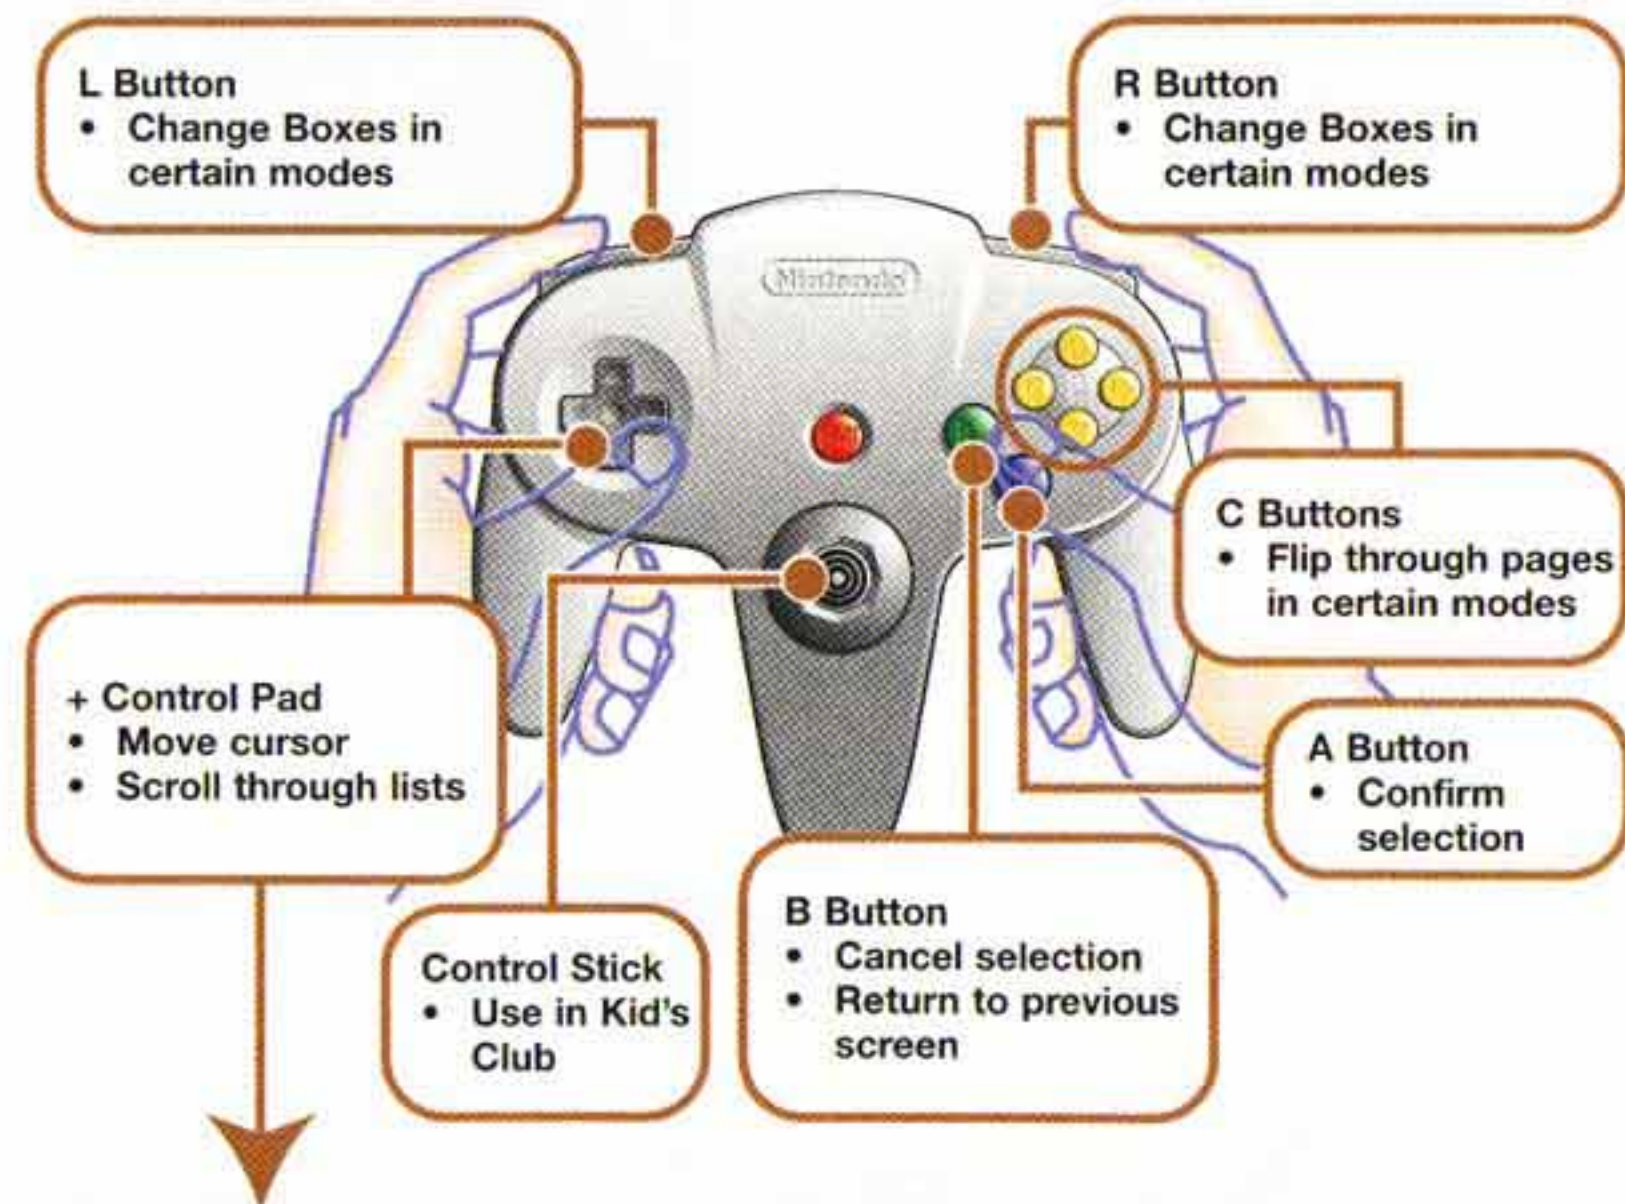 L Button
• Change Boxes in
certain modes
R Button
• Change Boxes in
certain modes
Nintendo
C Buttons
• Flip through pages
in certain modes
+ Control Pad
• Move cursor
• Scroll through lists
A Button
• Confirm
selection
B Button
• Cancel selection
• Return to previous
screen
Control Stick
• Use in Kid's
Club